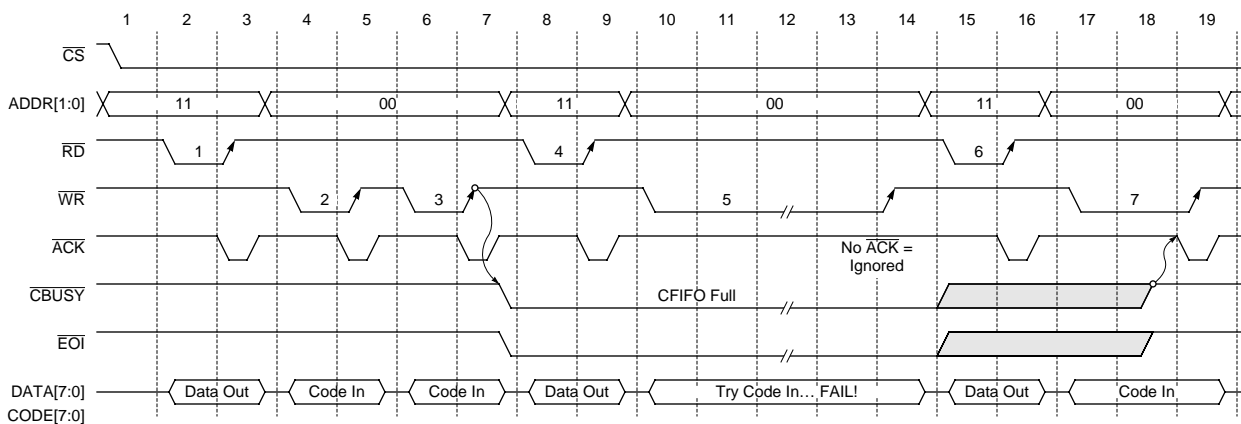 1 2 3 4 5 6 7 8 9 10 11 12 13 14 15 16 17 18 19
CS
ADDR[1:0] 11 00 11 00 11 00
RD 1 4 6
WR 2 3 5 7
ACK No ACK =
Ignored
CBUSY CFIFO Full
EOI
DATA[7:0] Data Out Code In Code In Data Out Try Code In… FAIL! Data Out Code In
CODE[7:0]